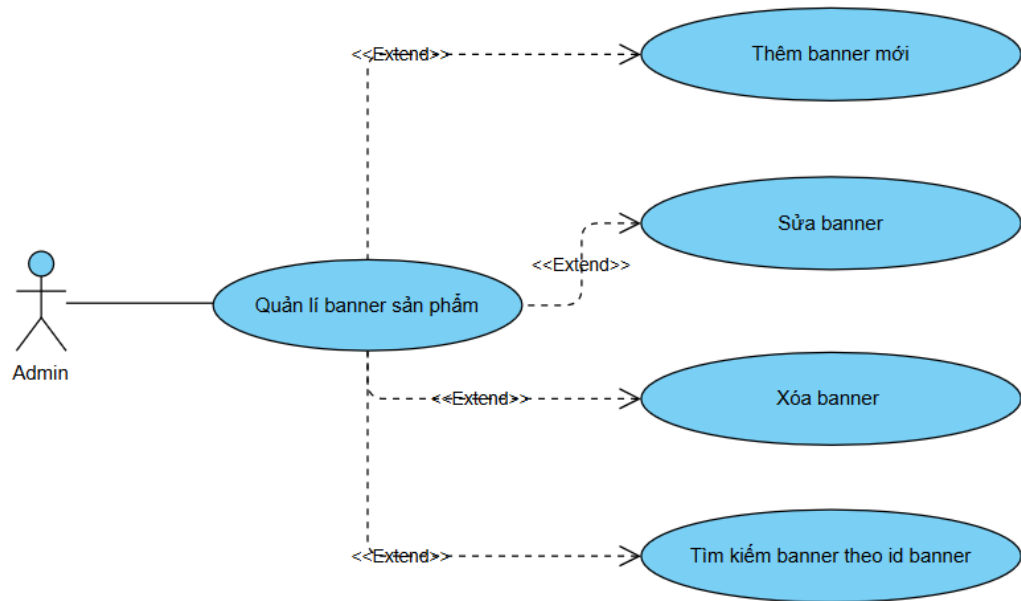 <<Extend>>
Thêm banner mới
Sửa banner
<<Extend>>
Quản lí banner sản phẩm
Admin
<<Extend>>
Xóa banner
<<Extend>>
Tìm kiếm banner theo id banner